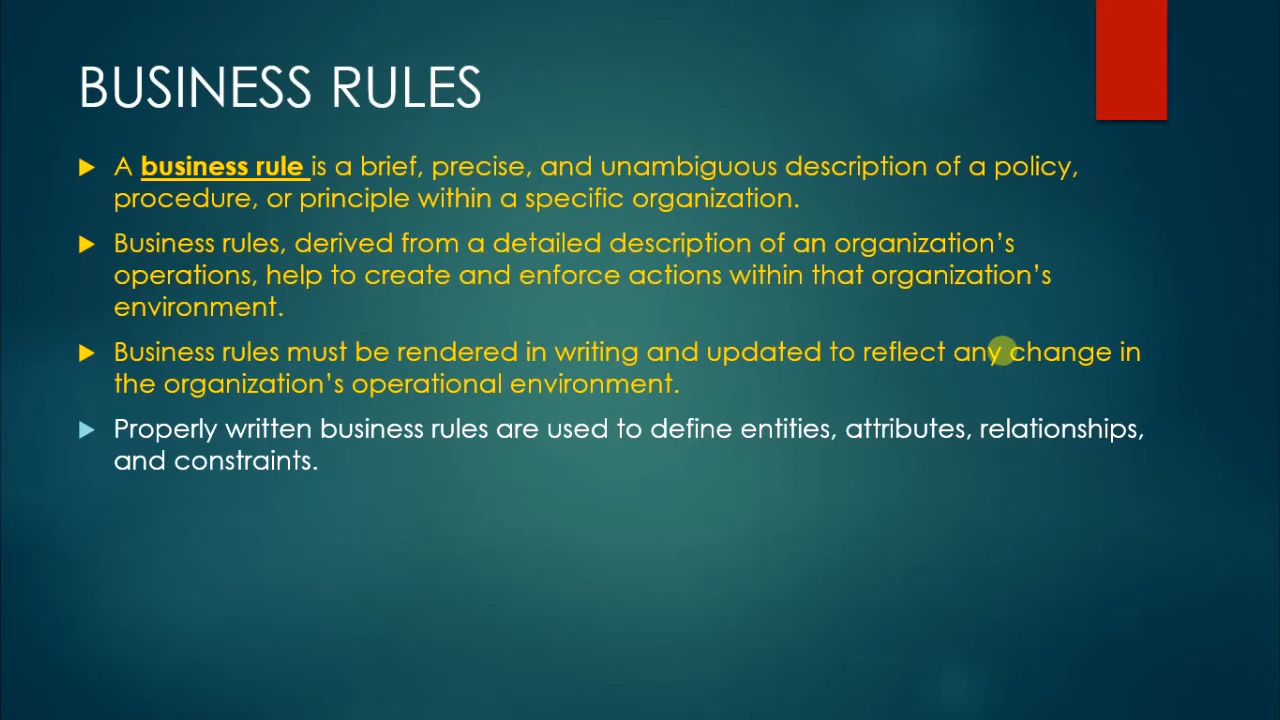 BUSINESS RULES
A business rule is a brief, precise, and unambiguous description of a policy,
procedure, or principle within a specific organization.
Business rules, derived from a detailed description of an organization’s
operations, help to create and enforce actions within that organization’s
environment.
Business rules must be rendered in writing and updated to reflect any change in
the organization’s operational environment.
Properly written business rules are used to define entities, attributes, relationships,
and constraints.